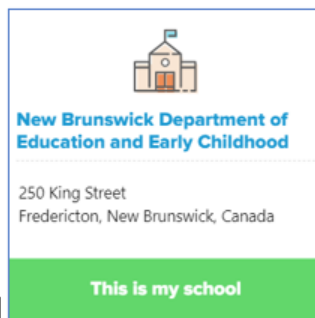 New Brunswick Department of
Education and Early Childhood
250 King Street
Fredericton, New Brunswick, Canada
This is my school